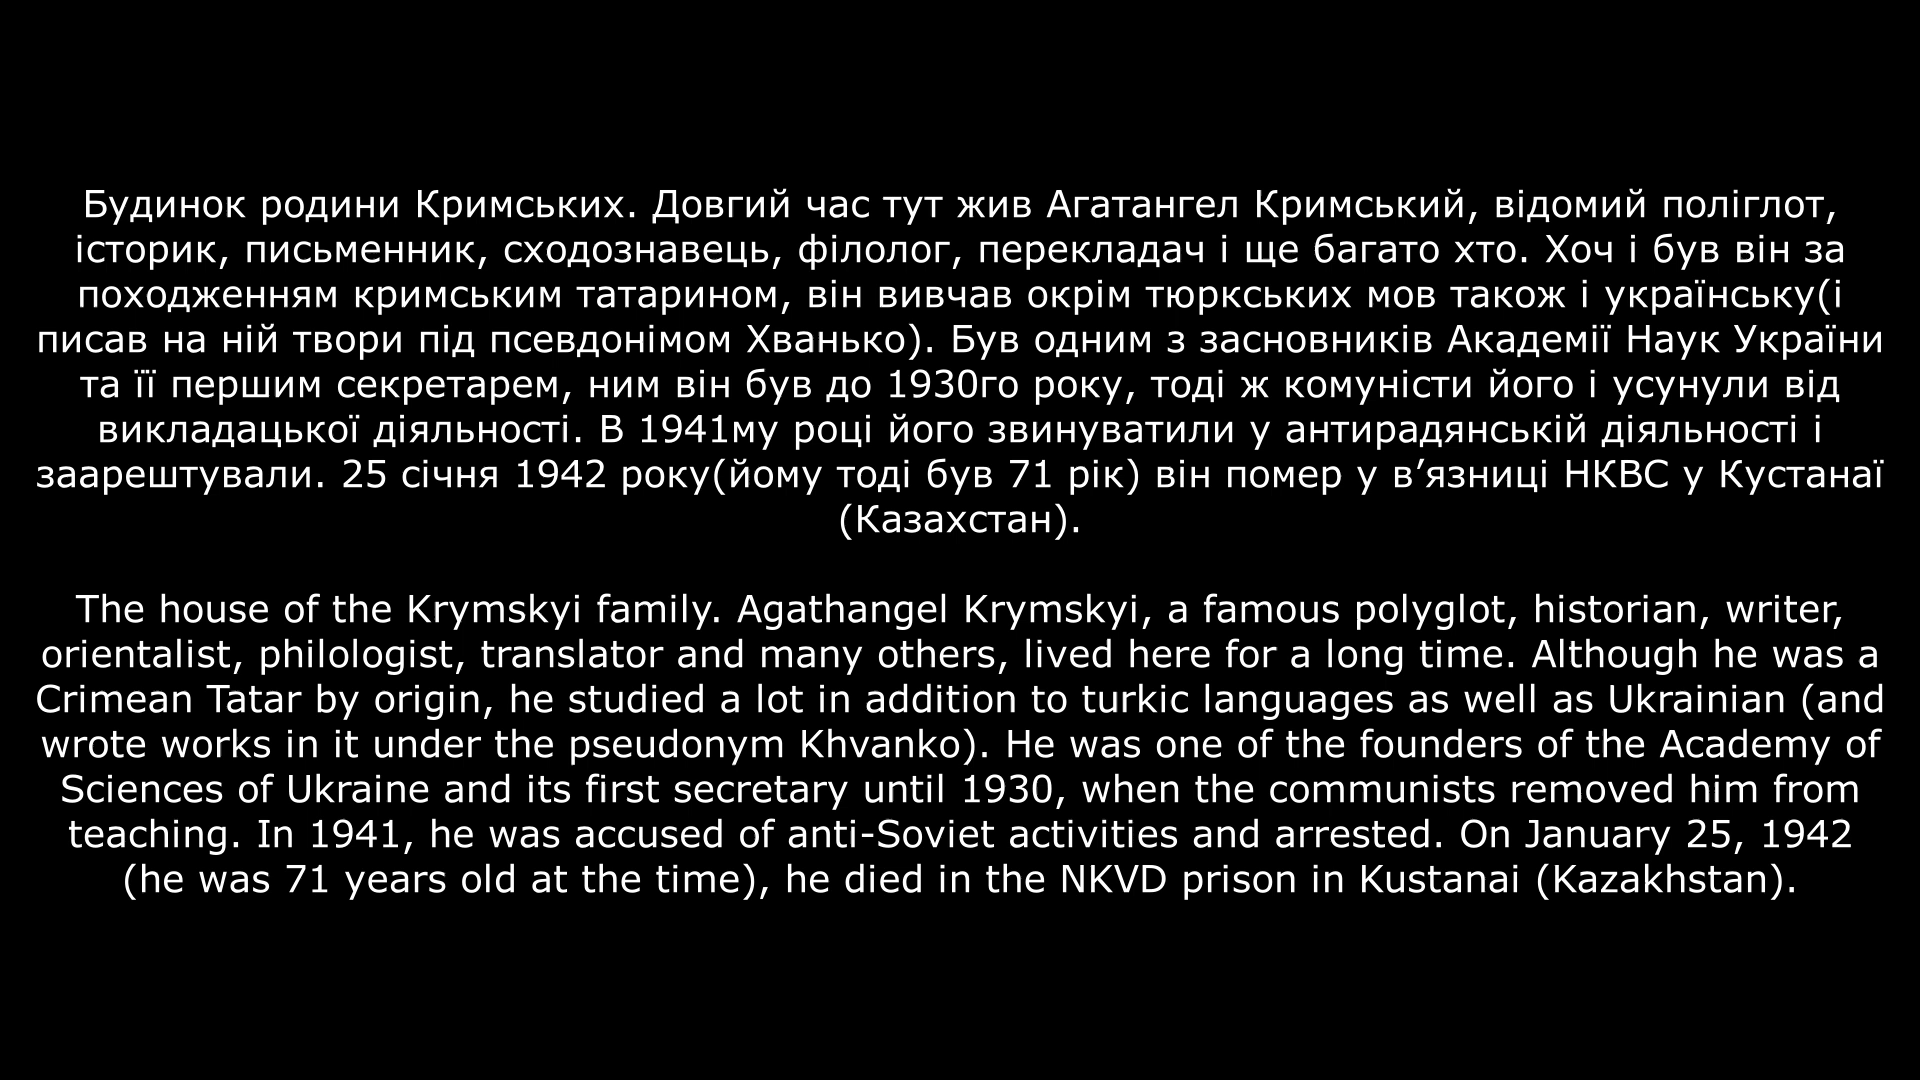 Будинок родини Кримських. Довгий час тут жив Агатангел Кримський, відомий поліглот,
історик, письменник, сходознавець, філолог, перекладач і ще багато хто. Хоч і був він за
походженням кримським татарином, він вивчав окрім тюркських мов також і українську(і
писав на ній твори під псевдонімом Хванько). Був одним з засновників Академії Наук України
та її першим секретарем, ним він був до 1930го року, тоді ж комуністи його і усунули від
викладацької діяльності. В 1941му році його звинуватили у антирадянській діяльності і
заарештували. 25 січня 1942 року(йому тоді був 71 рік) він помер у в’язниці НКВС у Кустанаї
(Казахстан).
The house of the Krymskyi family. Agathangel Krymskyi, a famous polyglot, historian, writer,
orientalist, philologist, translator and many others, lived here for a long time. Although he was a
Crimean Tatar by origin, he studied a lot in addition to turkic languages as well as Ukrainian (and
wrote works in it under the pseudonym Khvanko). He was one of the founders of the Academy of
Sciences of Ukraine and its first secretary until 1930, when the communists removed him from
teaching. In 1941, he was accused of anti-Soviet activities and arrested. On January 25, 1942
(he was 71 years old at the time), he died in the NKVD prison in Kustanai (Kazakhstan).